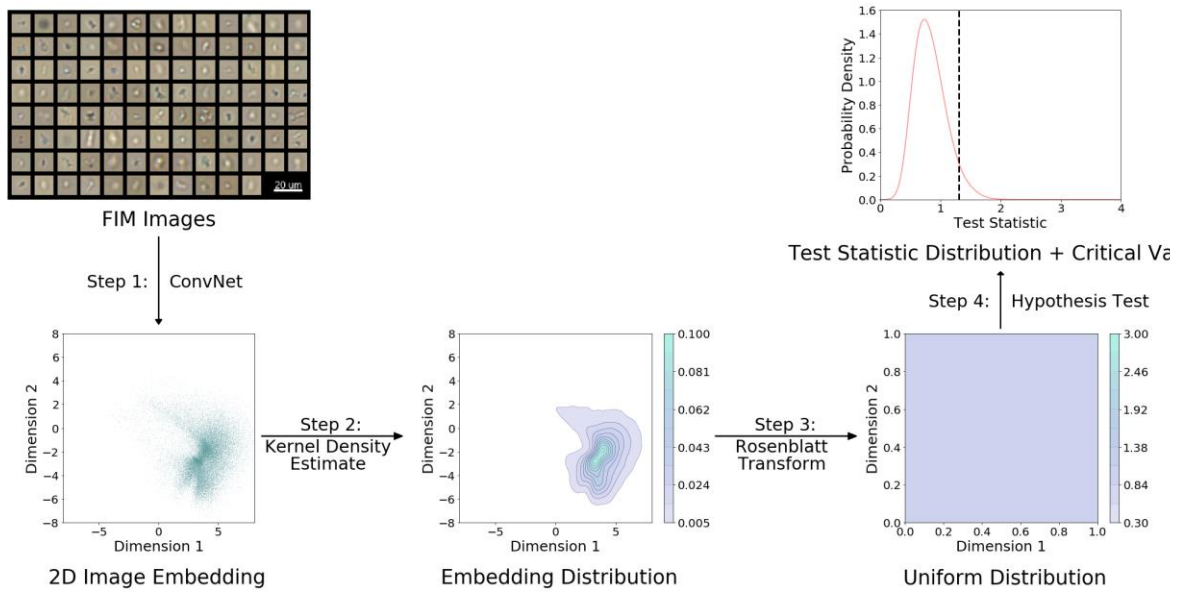 20 um
FIM Images
Step 1: ConvNet
1.6
1.4
1.2
1.0
0.8
0.6
0.4
0.2
0.0
Probability Density
0 1 2 3 4
Test Statistic
Test Statistic Distribution + Critical Va
Step 4: Hypothesis Test
8
6
4
2
0
−2
−4
−6
−8
Dimension 2
−5 0 5
Dimension 1
2D Image Embedding
Step 2:
Kernel Density
Estimate
8
6
4
2
0
−2
−4
−6
−8
Dimension 2
−5 0 5
Dimension 1
0.100
0.081
0.062
0.043
0.024
0.005
Embedding Distribution
Step 3:
Rosenblatt
Transform
1.0
0.8
0.6
0.4
0.2
0.0
Dimension 2
0.0 0.2 0.4 0.6 0.8 1.0
Dimension 1
3.00
2.46
1.92
1.38
0.84
0.30
Uniform Distribution